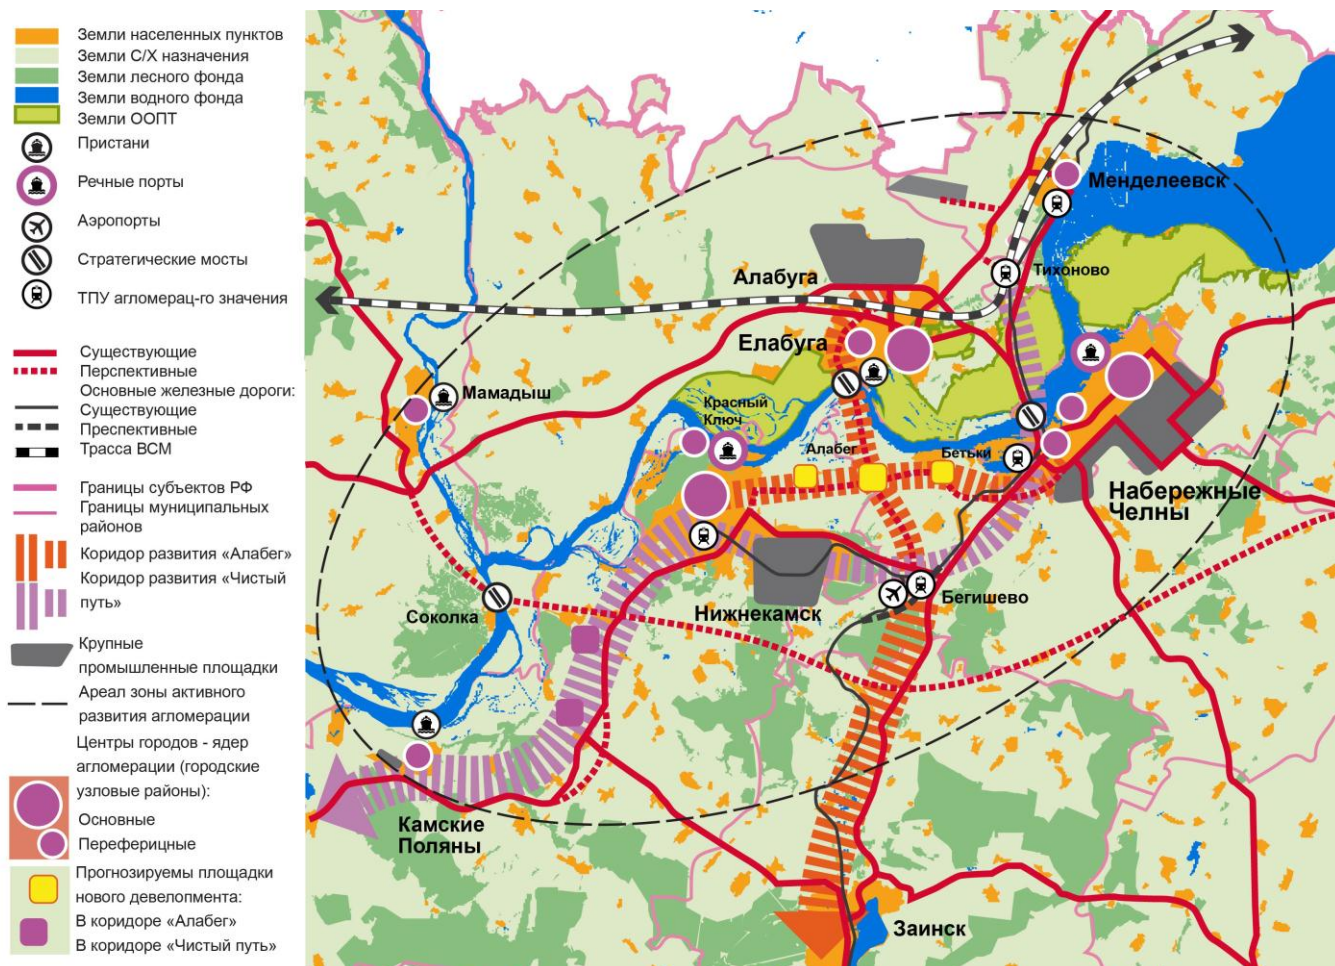 Земли населенных пунктов
Земли С/Х назначения
Земли лесного фонда
Земли водного фонда
Земли ООПТ
Пристани
Речные порты
Аэропорты
Стратегические мосты
ТПУ агломерац-го значения
Существующие
Перспективные
Основные железные дороги:
Существующие
Преспективные
Трасса ВСМ
Границы субъектов РФ
Границы муниципальных
районов
Коридор развития «Алабег»
Коридор развития «Чистый
путь»
Крупные
промышленные площадки
Ареал зоны активного
развития агломерации
Центры городов - ядер
агломерации (городские
узловые районы):
Основные
Переферицные
Прогнозируемы площадки
нового девелопмента:
В коридоре «Алабег»
В коридоре «Чистый путь»
Менделеевск
Тихоново
Алабуга
Елабуга
Мамадыш
Красный
Ключ
Алабег
Бетьки
Набережные
Челны
Соколка
Нижнекамск
Бегишево
Камские
Поляны
Заинск